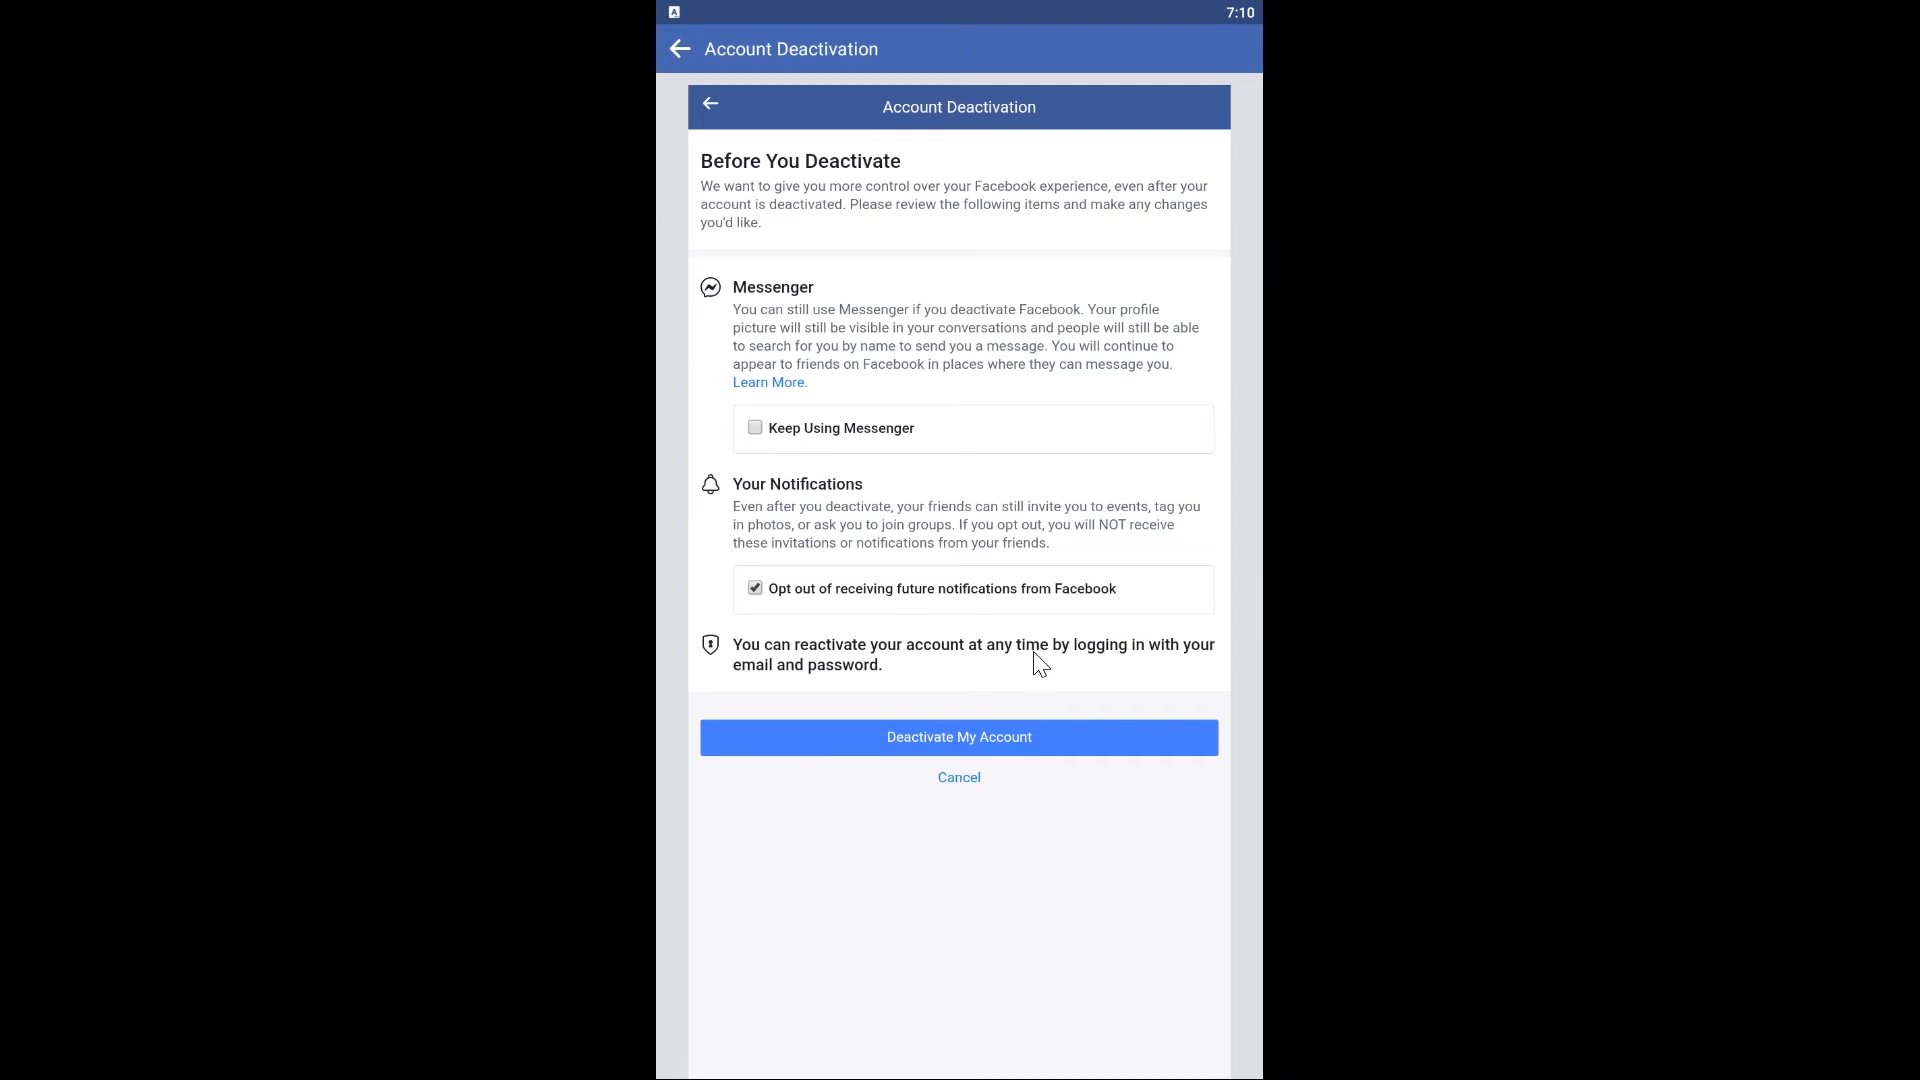 A
7:10
Account Deactivation
Account Deactivation
Before You Deactivate
We want to give you more control over your Facebook experience, even after your
account is deactivated. Please review the following items and make any changes
you'd like.
Messenger
You can still use Messenger if you deactivate Facebook. Your profile
picture will still be visible in your conversations and people will still be able
to search for you by name to send you a message. You will continue to
appear to friends on Facebook in places where they can message you.
Learn More.
Keep Using Messenger
Your Notifications
Even after you deactivate, your friends can still invite you to events, tag you
in photos, or ask you to join groups. If you opt out, you will NOT receive
these invitations or notifications from your friends.
Opt out of receiving future notifications from Facebook
You can reactivate your account at any time by logging in with your
email and password.
Deactivate My Account
Cancel